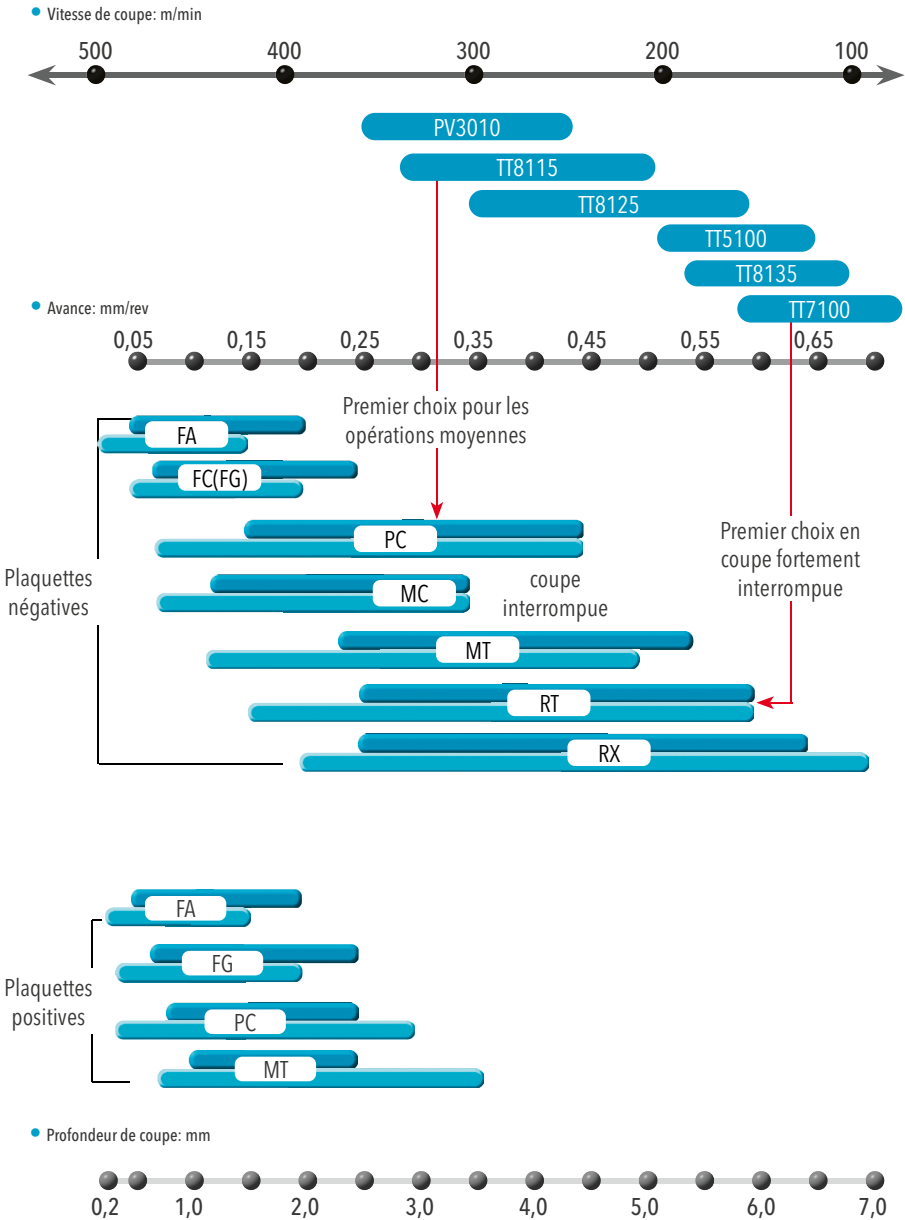 Vitesse de coupe: m/min
500 400 300 200 100
PV3010
TT8115
TT8125
TT5100
TT8135
TT7100
Avance: mm/rev
0,05 0,15 0,25 0,35 0,45 0,55 0,65
Premier choix pour les
opérations moyennes
FA
FC(FG)
PC
Premier choix en
coupe fortement
interrompue
Plaquettes
négatives
MC
coupe
interrompue
MT
RT
RX
FA
FG
Plaquettes
positives
PC
MT
Profondeur de coupe: mm
0,2 1,0 2,0 3,0 4,0 5,0 6,0 7,0